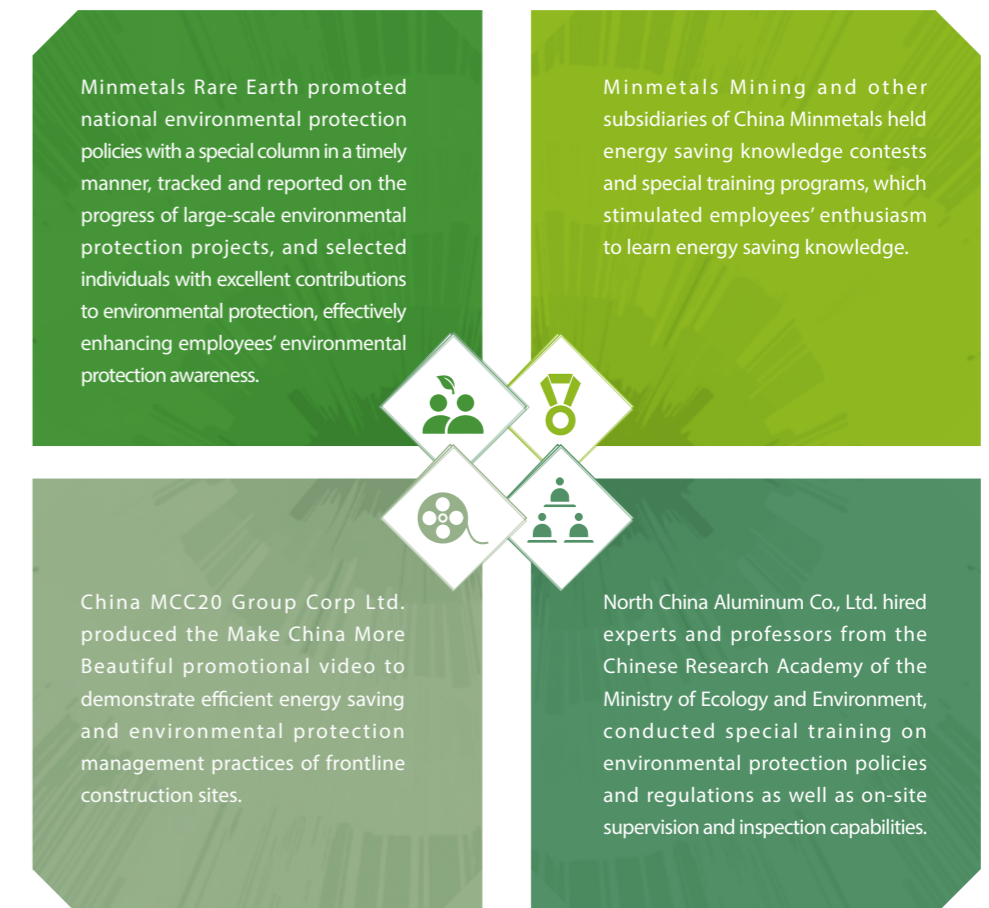 Minmetals Rare Earth promoted
national environmental protection
policies with a special column in a timely
manner, tracked and reported on the
progress of large-scale environmental
protection projects, and selected
individuals with excellent contributions
to environmental protection, effectively
enhancing employees’ environmental
protection awareness.
Minmetals Mining and other
subsidiaries of China Minmetals held
energy saving knowledge contests
and special training programs, which
stimulated employees’ enthusiasm
to learn energy saving knowledge.
China MCC20 Group Corp Ltd.
produced the Make China More
Beautiful promotional video to
demonstrate efficient energy saving
and environmental protection
management practices of frontline
construction sites.
North China Aluminum Co., Ltd. hired
experts and professors from the
Chinese Research Academy of the
Ministry of Ecology and Environment,
conducted special training on
environmental protection policies
and regulations as well as on-site
supervision and inspection capabilities.